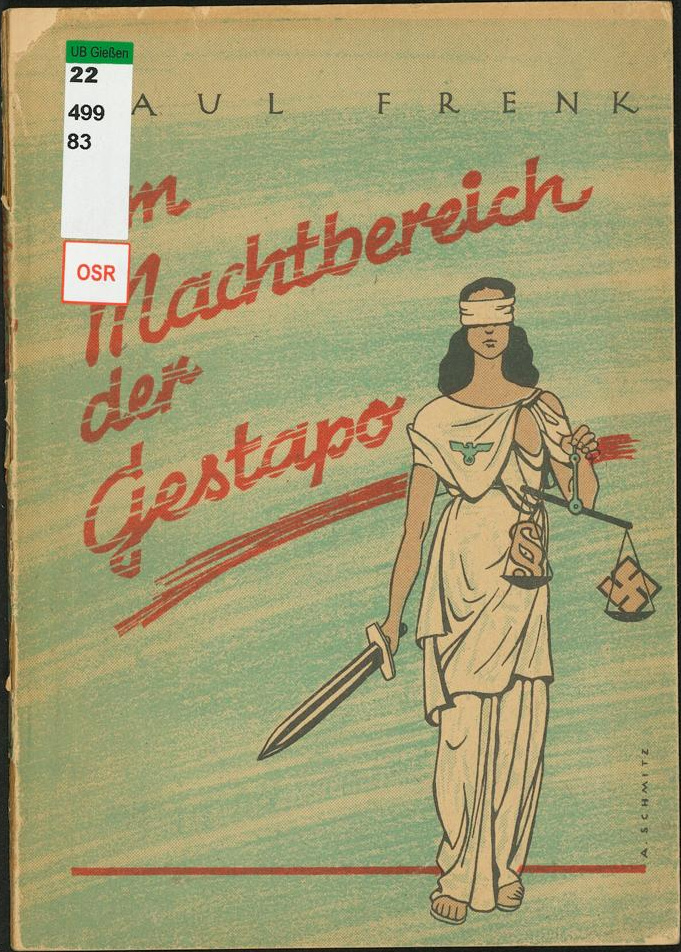 UB Gießen
22
499
83
OSR
AUL FRENK
m
Machtbereich
der
Gestapo
§
A. SCHMITZ